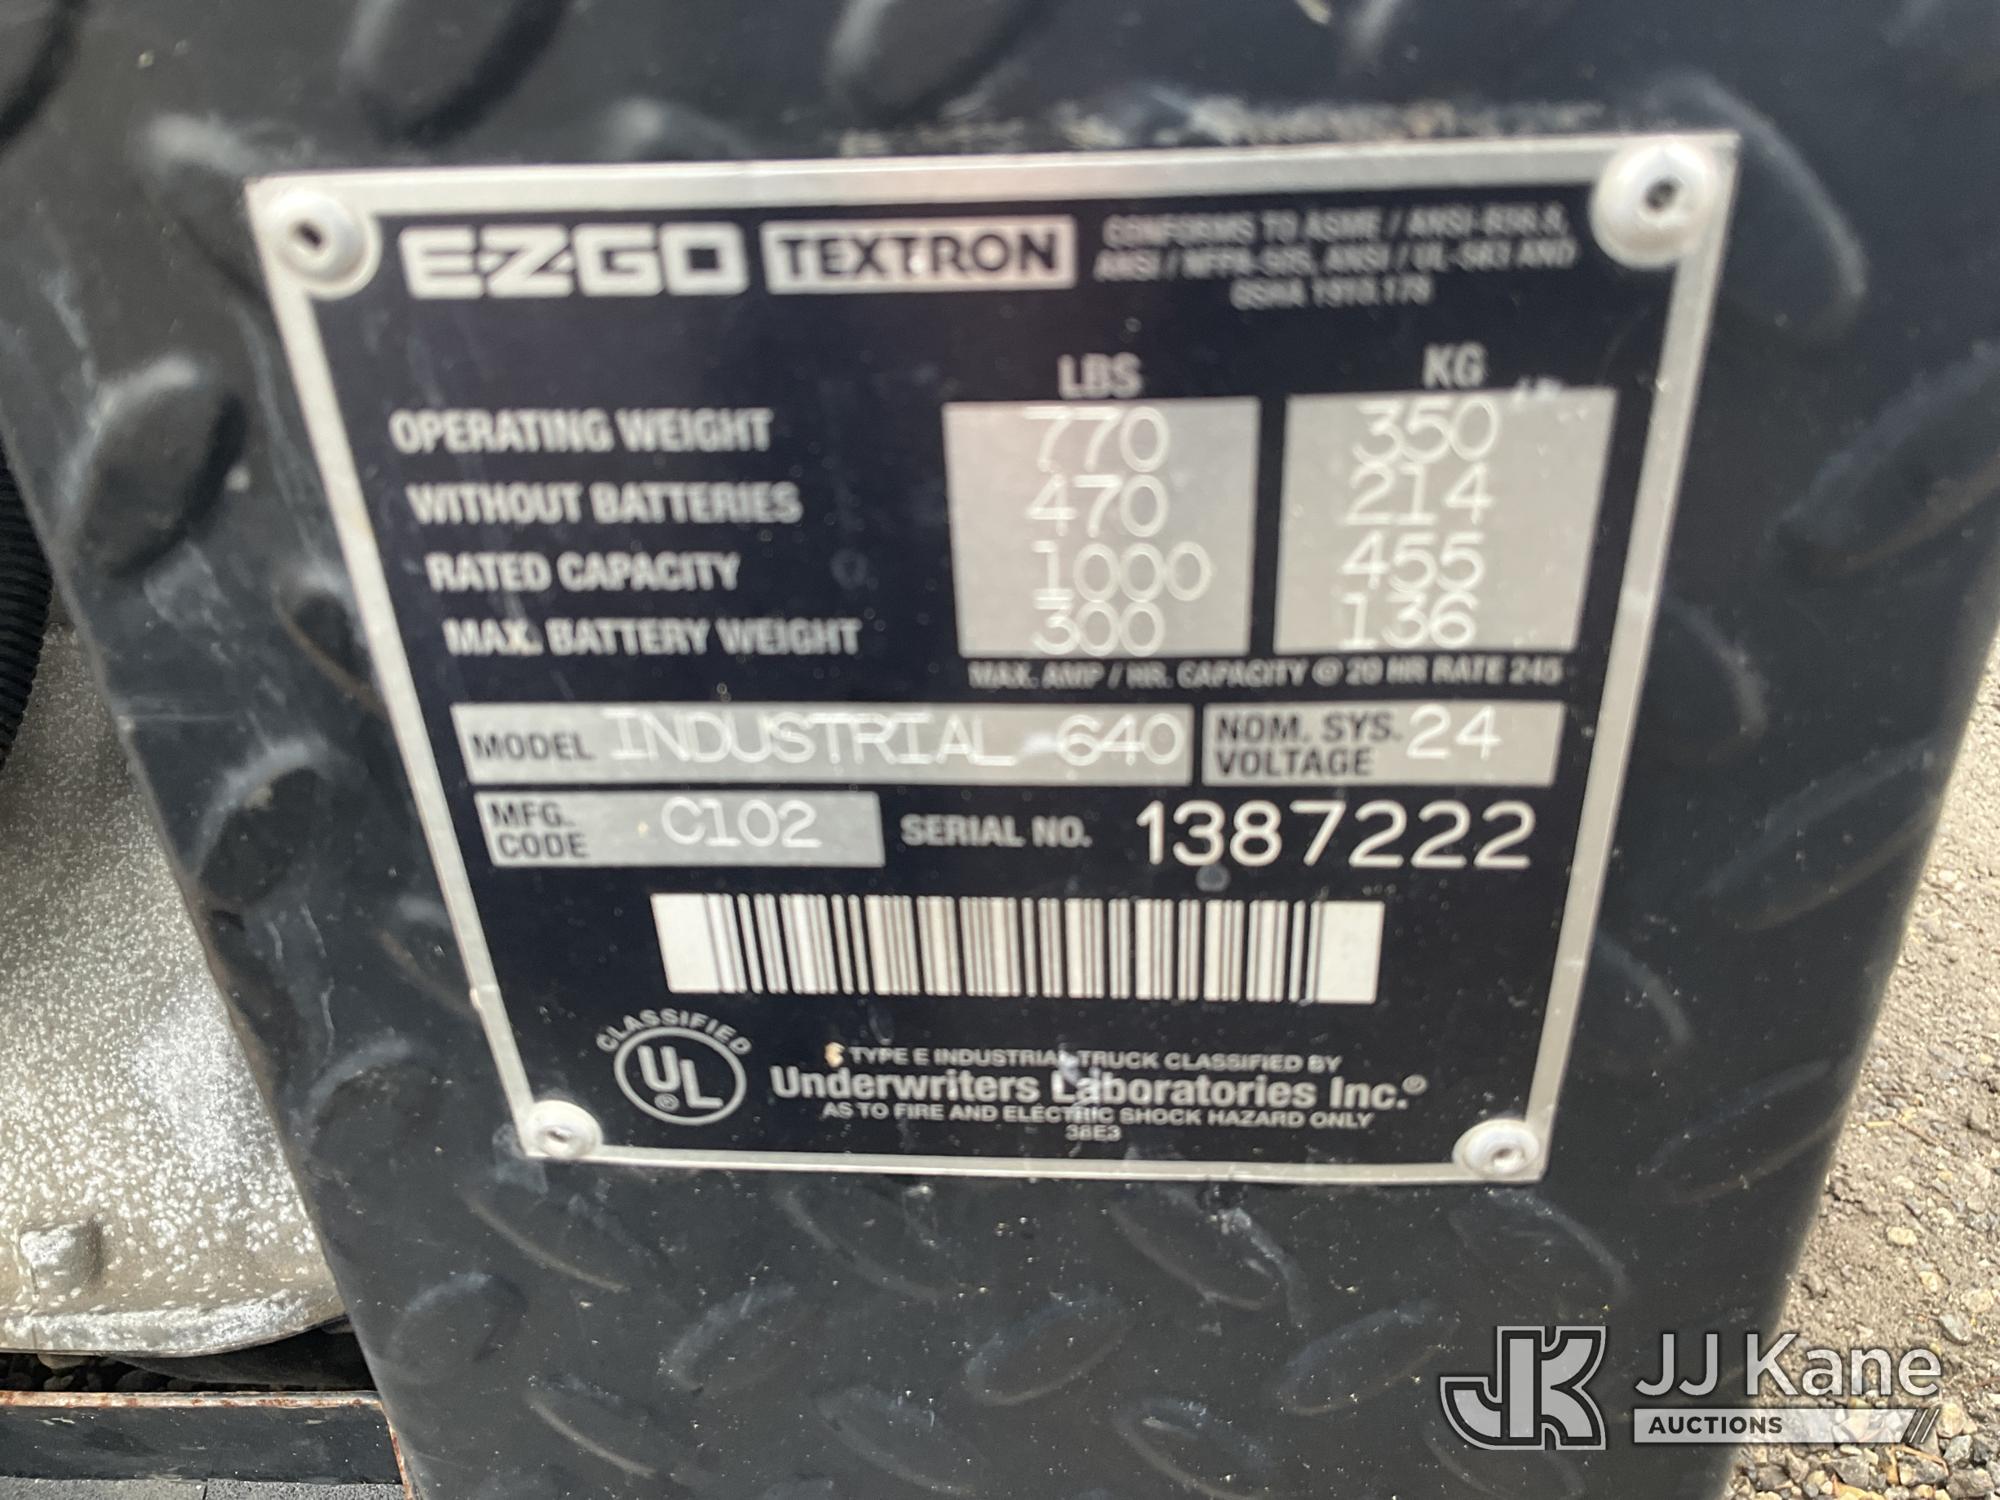 E-Z-GO TEXTRON
CONFORMS TO ASME / ANSI-B56.8,
ANSI / NFPA-505, ANSI / UL-583 AND
OSHA 1910.178
LBS KG
OPERATING WEIGHT 770 350
WITHOUT BATTERIES 470 214
RATED CAPACITY 1000 455
MAX. BATTERY WEIGHT 300 136
MAX. AMP / HR. CAPACITY @ 20 HR RATE 245
MODEL INDUSTRIAL 640 NOM. SYS. VOLTAGE 24
MFG. CODE C102 SERIAL NO. 1387222
CLASSIFIED
UL ®
TYPE E INDUSTRIAL TRUCK CLASSIFIED BY
Underwriters Laboratories Inc.®
AS TO FIRE AND ELECTRIC SHOCK HAZARD ONLY
38E3
JK JJ Kane
AUCTIONS